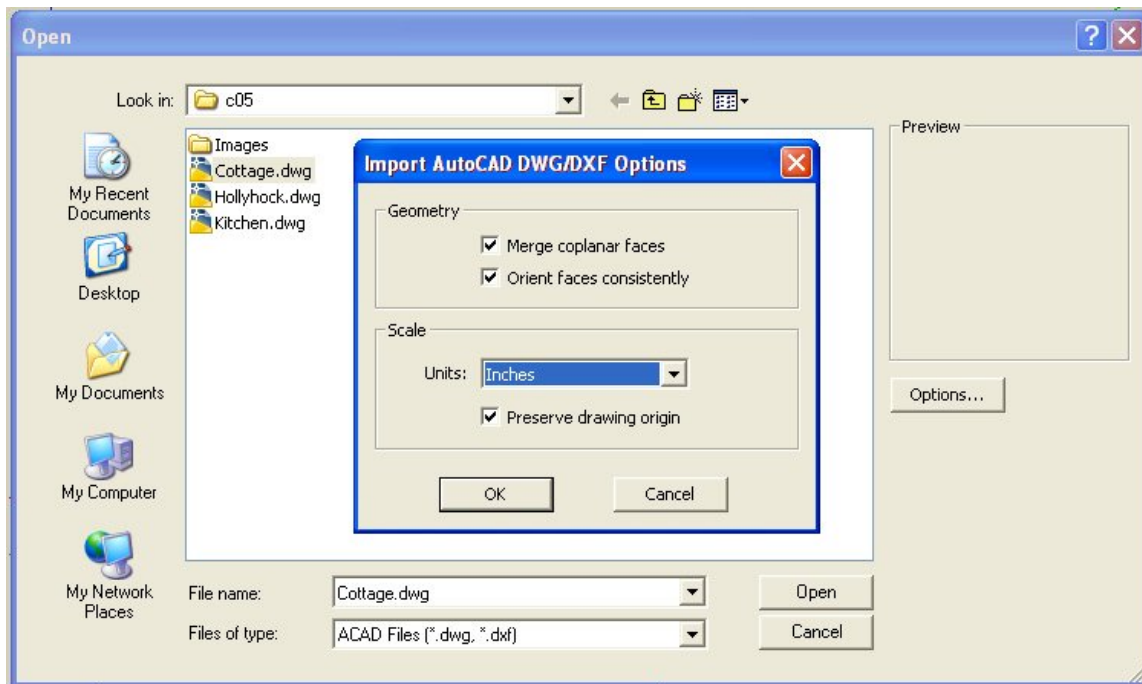 Open
Look in: c05
My Recent
Documents
Desktop
My Documents
My Computer
My Network
Places
Images
Cottage.dwg
Hollyhock.dwg
Kitchen.dwg
Import AutoCAD DWG/DXF Options
Geometry
Merge coplanar faces
Orient faces consistently
Scale
Units: Inches
Preserve drawing origin
OK Cancel
Preview
Options...
File name: Cottage.dwg Open
Files of type: ACAD Files (*.dwg, *.dxf) Cancel